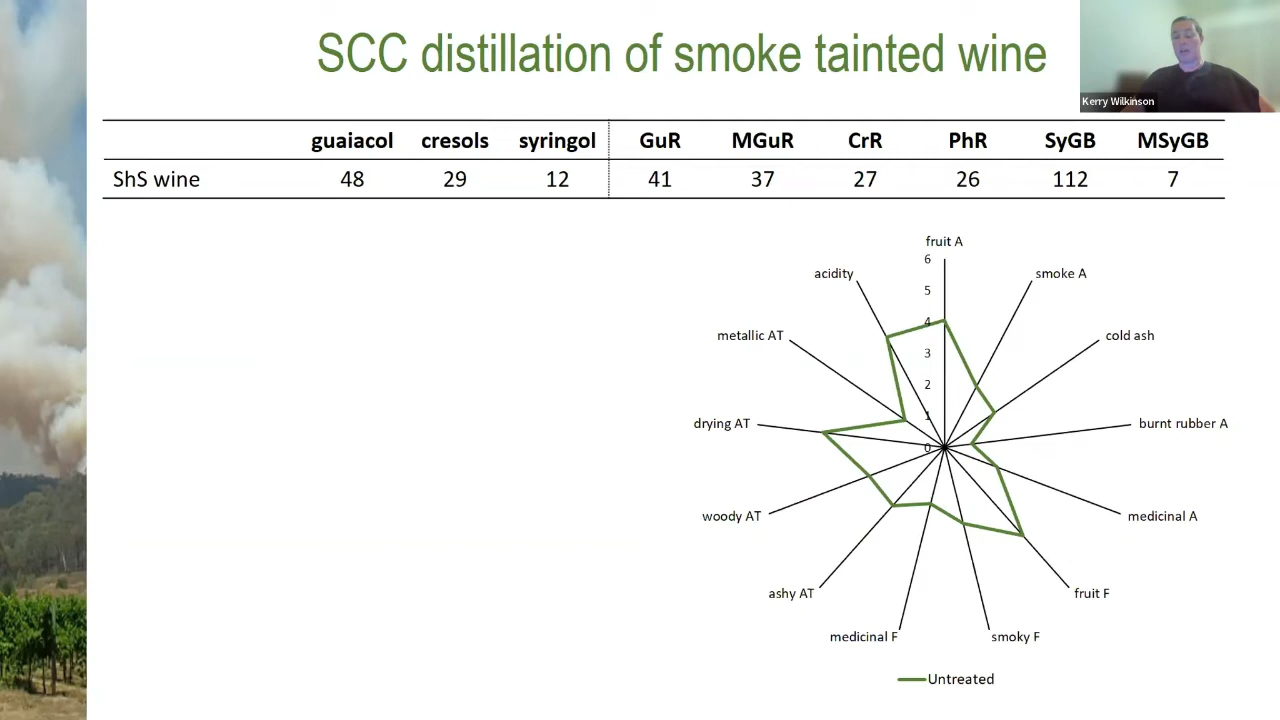 SCC distillation of smoke tainted wine
Kerry Wilkinson
guaiacol cresols syringol GuR MGuR CrR PhR SyGB MSyGB
ShS wine 48 29 12 41 37 27 26 112 7
fruit A
6
5
4
3
2
1
0
smoke A
cold ash
burnt rubber A
medicinal A
fruit F
smoky F
medicinal F
ashy AT
woody AT
drying AT
metallic AT
acidity
Untreated